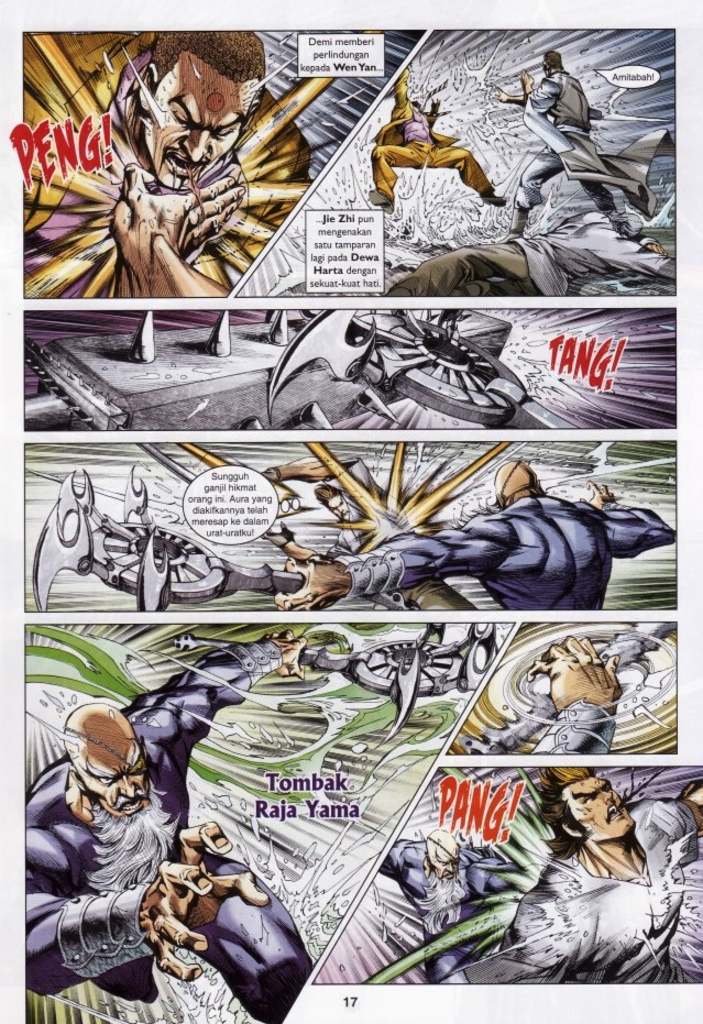 Demi memberi
perlindungan
kepada Wen Yan...
PENG!
Amitabah!
...Jie Zhi pun
mengenakan
satu tamparan
lagi pada Dewa
Harta dengan
sekuat-kuat hati.
TANG!
Sungguh
ganjil hikmat
orang ini. Aura yang
diakifkannya telah
meresap ke dalam
urat-uratku!
Tombak
Raja Yama
PANG!
17